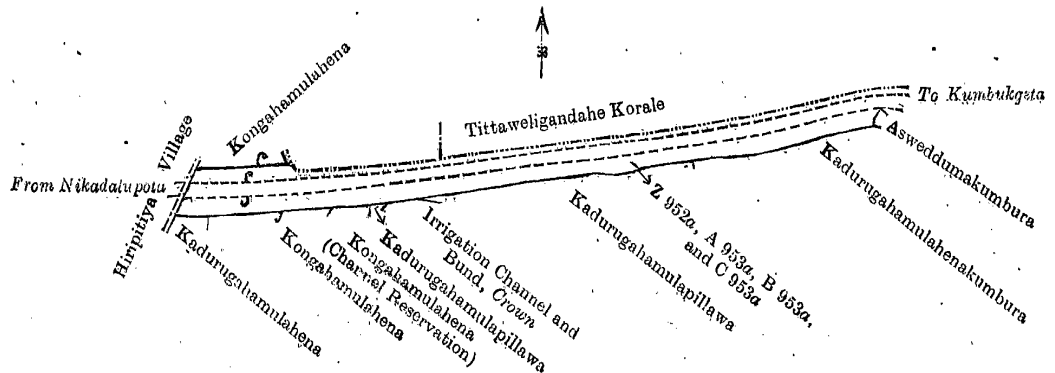 Kongahamulahena
Tittaweligandahe Korale
To Kumbukgeta
From Nikadalupotu
Hiripitiya Village
Kadurugahamulahena
Kongahamulahena
Kongahamulahena
(Channel Reservation)
Kadurugahamulapillawa
Irrigation Channel and
Bund, Crown
Kadurugahamulapillawa
Z 952a, A 953a, B 953a,
and C 953a
Kadurugahamulahenakumbura
Asweddumakumbura